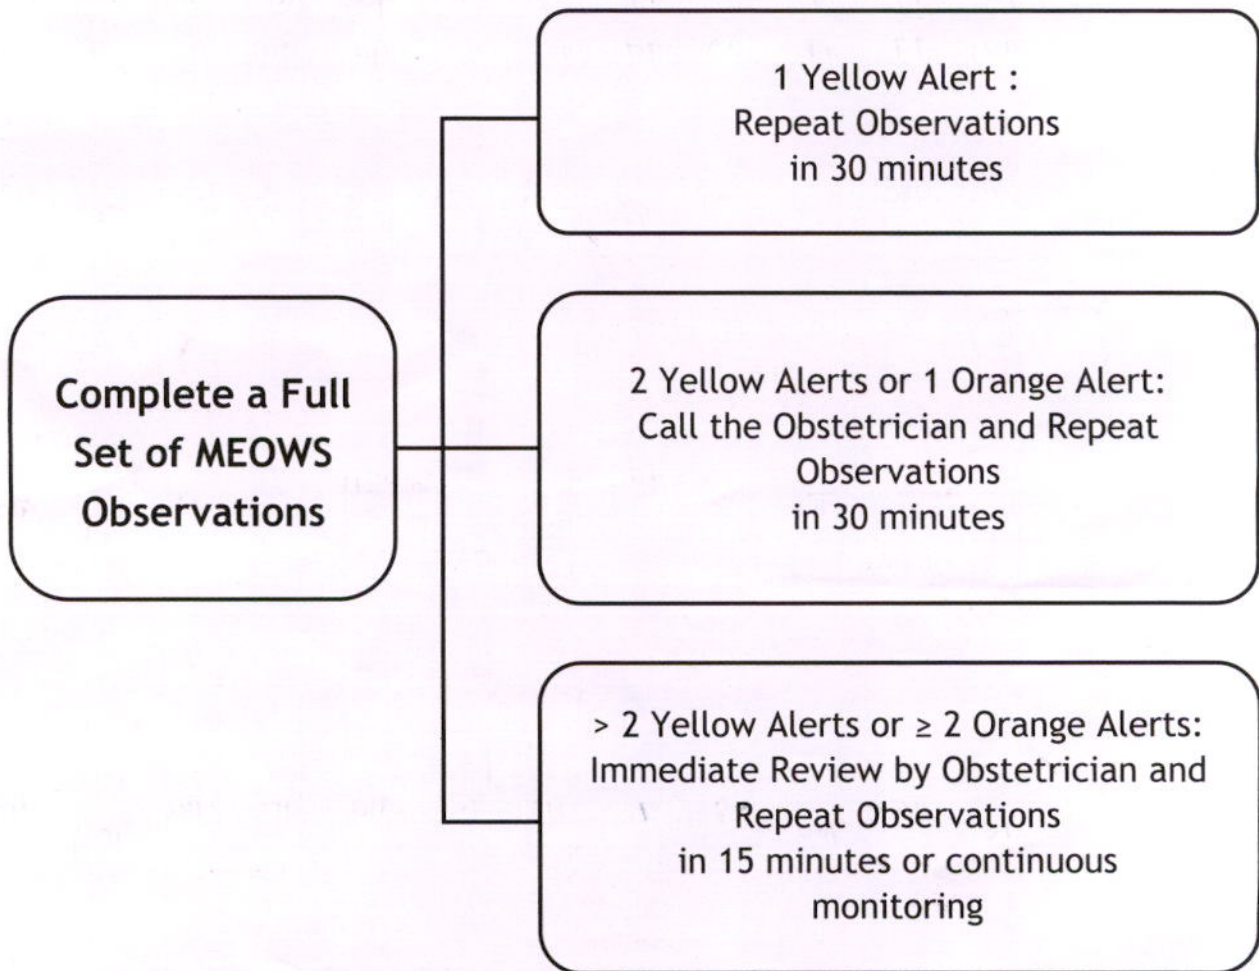 1 Yellow Alert :
Repeat Observations
in 30 minutes
Complete a Full
Set of MEOWS
Observations
2 Yellow Alerts or 1 Orange Alert:
Call the Obstetrician and Repeat
Observations
in 30 minutes
> 2 Yellow Alerts or ≥ 2 Orange Alerts:
Immediate Review by Obstetrician and
Repeat Observations
in 15 minutes or continuous
monitoring